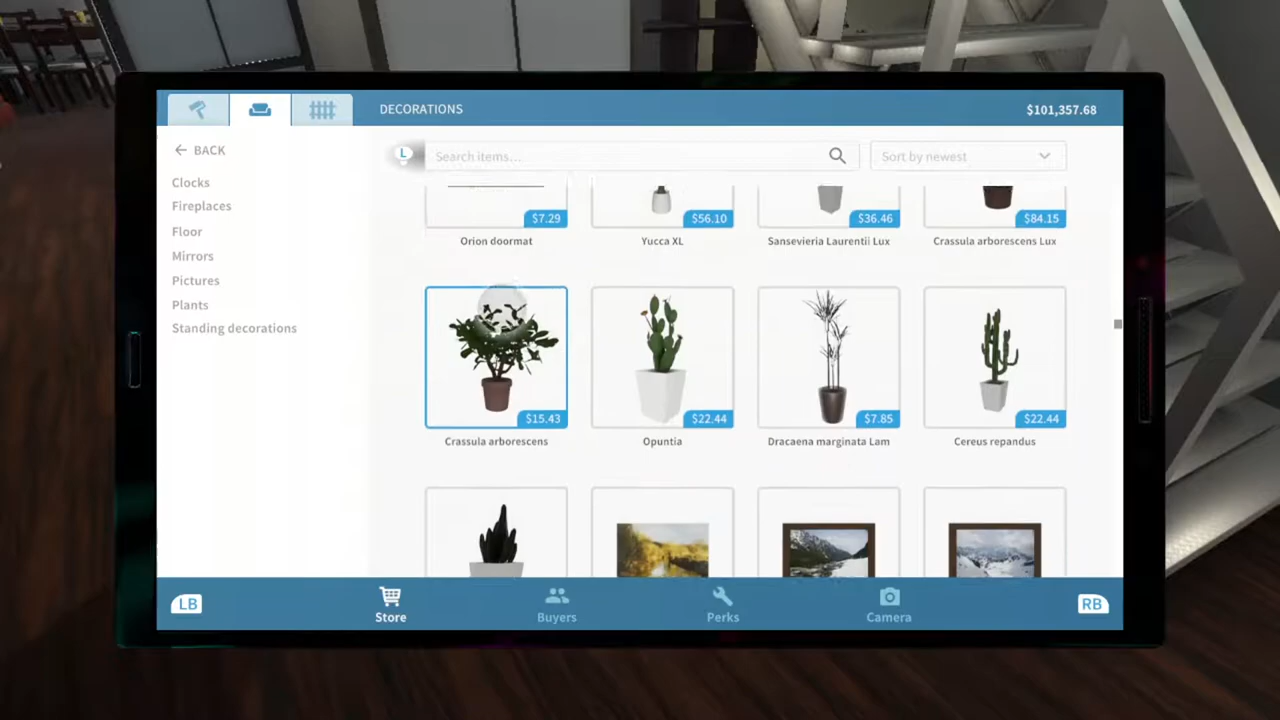 DECORATIONS
$101,357.68
BACK
L
Search items...
Sort by newest
Clocks
Fireplaces
Floor
Mirrors
Pictures
Plants
Standing decorations
$7.29
$56.10
$36.46
$84.15
Orion doormat
Yucca XL
Sansevieria Laurentii Lux
Crassula arborescens Lux
$15.43
$22.44
$7.85
$22.44
Crassula arborescens
Opuntia
Dracaena marginata Lam
Cereus repandus
LB
Store
Buyers
Perks
Camera
RB